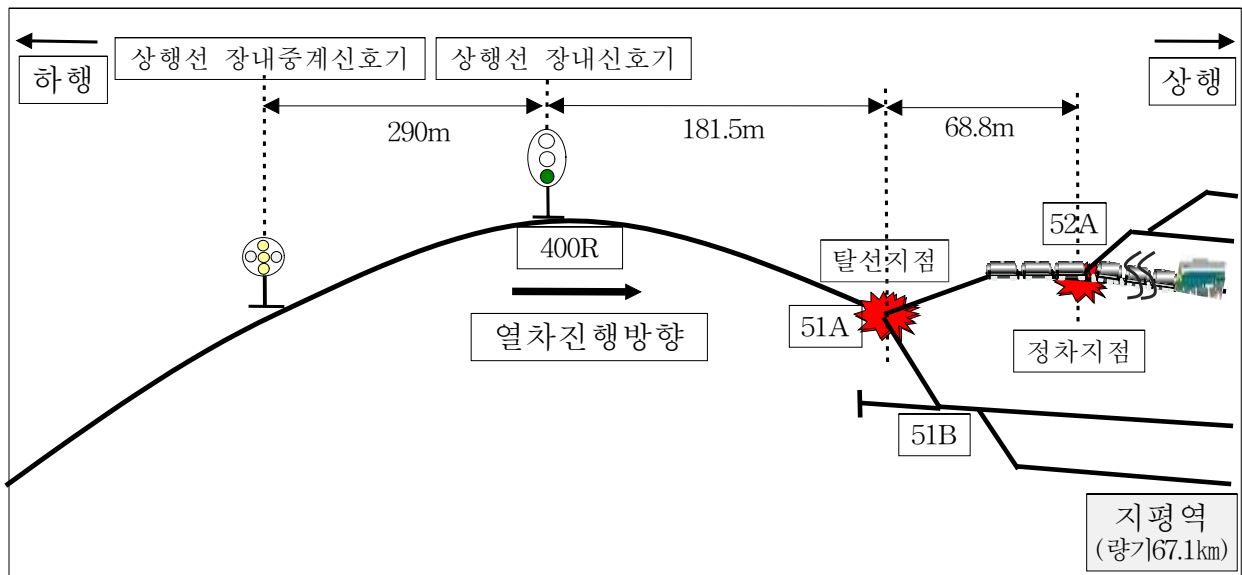 하행
상행선 장내중계신호기
상행선 장내신호기
상행
290m
181.5m
68.8m
400R
52A
탈선지점
51A
열차진행방향
정차지점
51B
지평역
(량기67.1㎞)